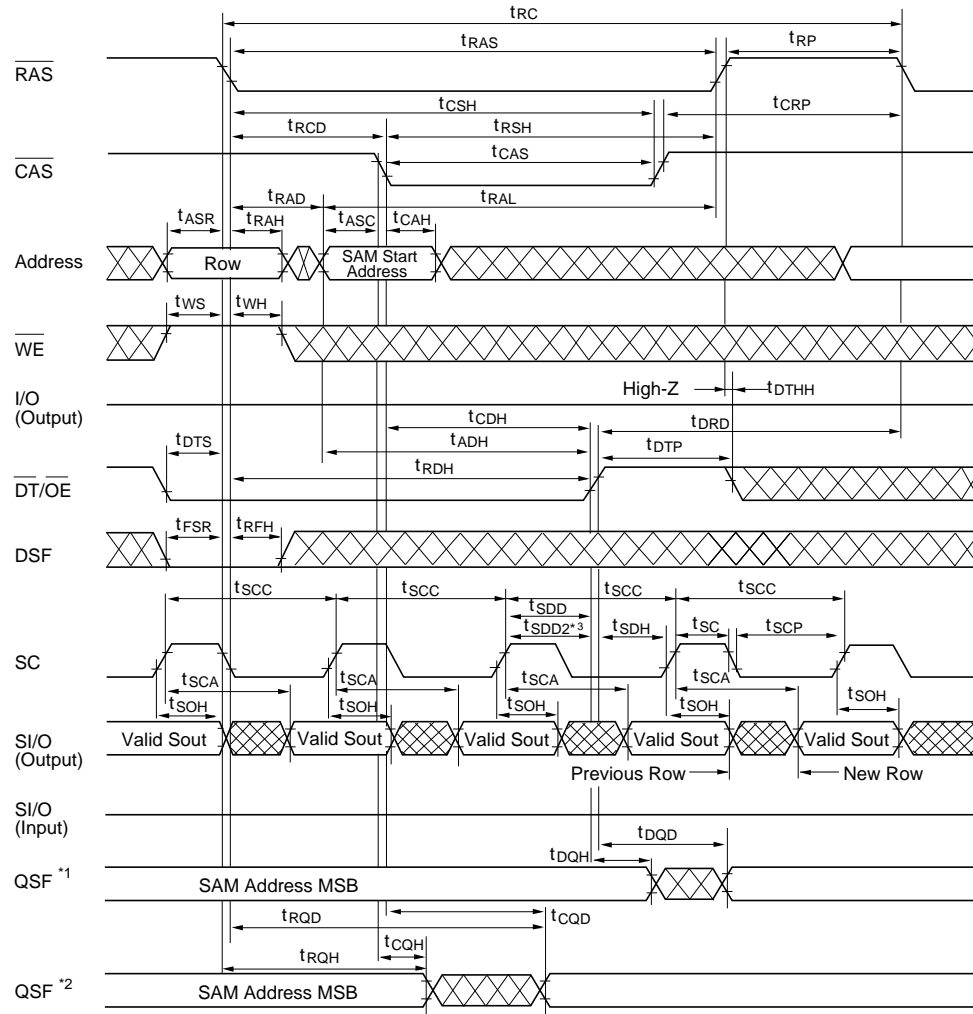 tRC
tRAS tRP
RAS
tCSH tCRP
tRCD tRSH
tCAS
CAS
tRAD tRAL
tASR tRAH tASC tCAH
Address Row SAM Start Address
tWS tWH
WE
I/O (Output) High-Z tDTHH
tCDH tDRD
tDTS tADH tDTP
tRDH
DT/OE
tFSR tRFH
DSF
tSCC tSCC tSCC tSCC
tSDD
tSDD2*3 tSDH tSC tSCP
SC
tSCA tSCA tSCA tSCA
tSOH tSOH tSOH tSOH tSOH
SI/O (Output) Valid Sout Valid Sout Valid Sout Valid Sout Valid Sout
Previous Row New Row
SI/O (Input)
tDQD
tDQH
QSF *1 SAM Address MSB
tRQD tCQD
tRQH tCQH
QSF *2 SAM Address MSB